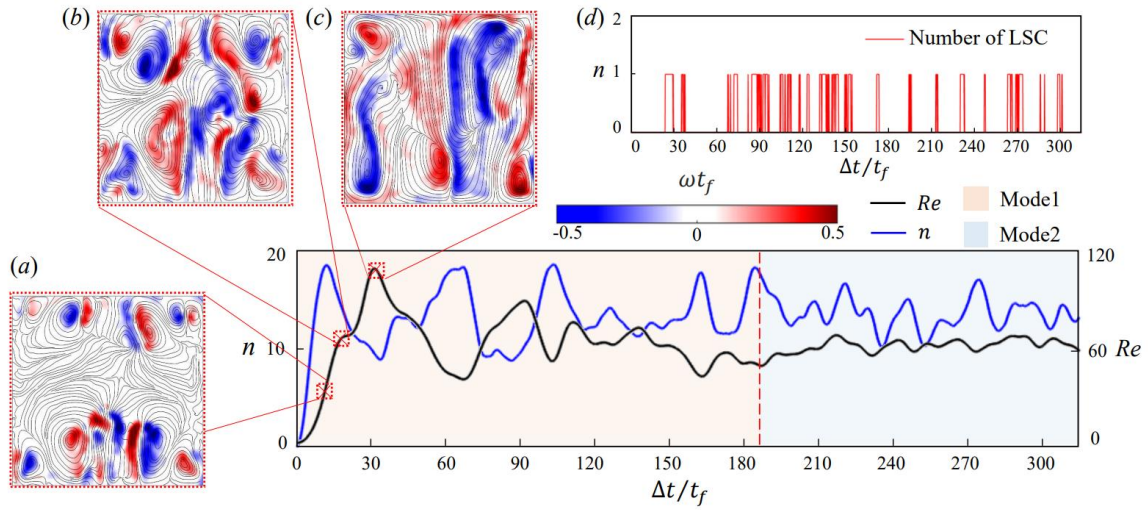 (b)
(c)
(d)
2
n 1
0
Number of LSC
0 30 60 90 120 150 180 210 240 270 300
Δt/t_f
ωt_f
-0.5 0 0.5
Re
n
Mode1
Mode2
(a)
20
n 10
0
120
60 Re
0
0 30 60 90 120 150 180 210 240 270 300
Δt/t_f